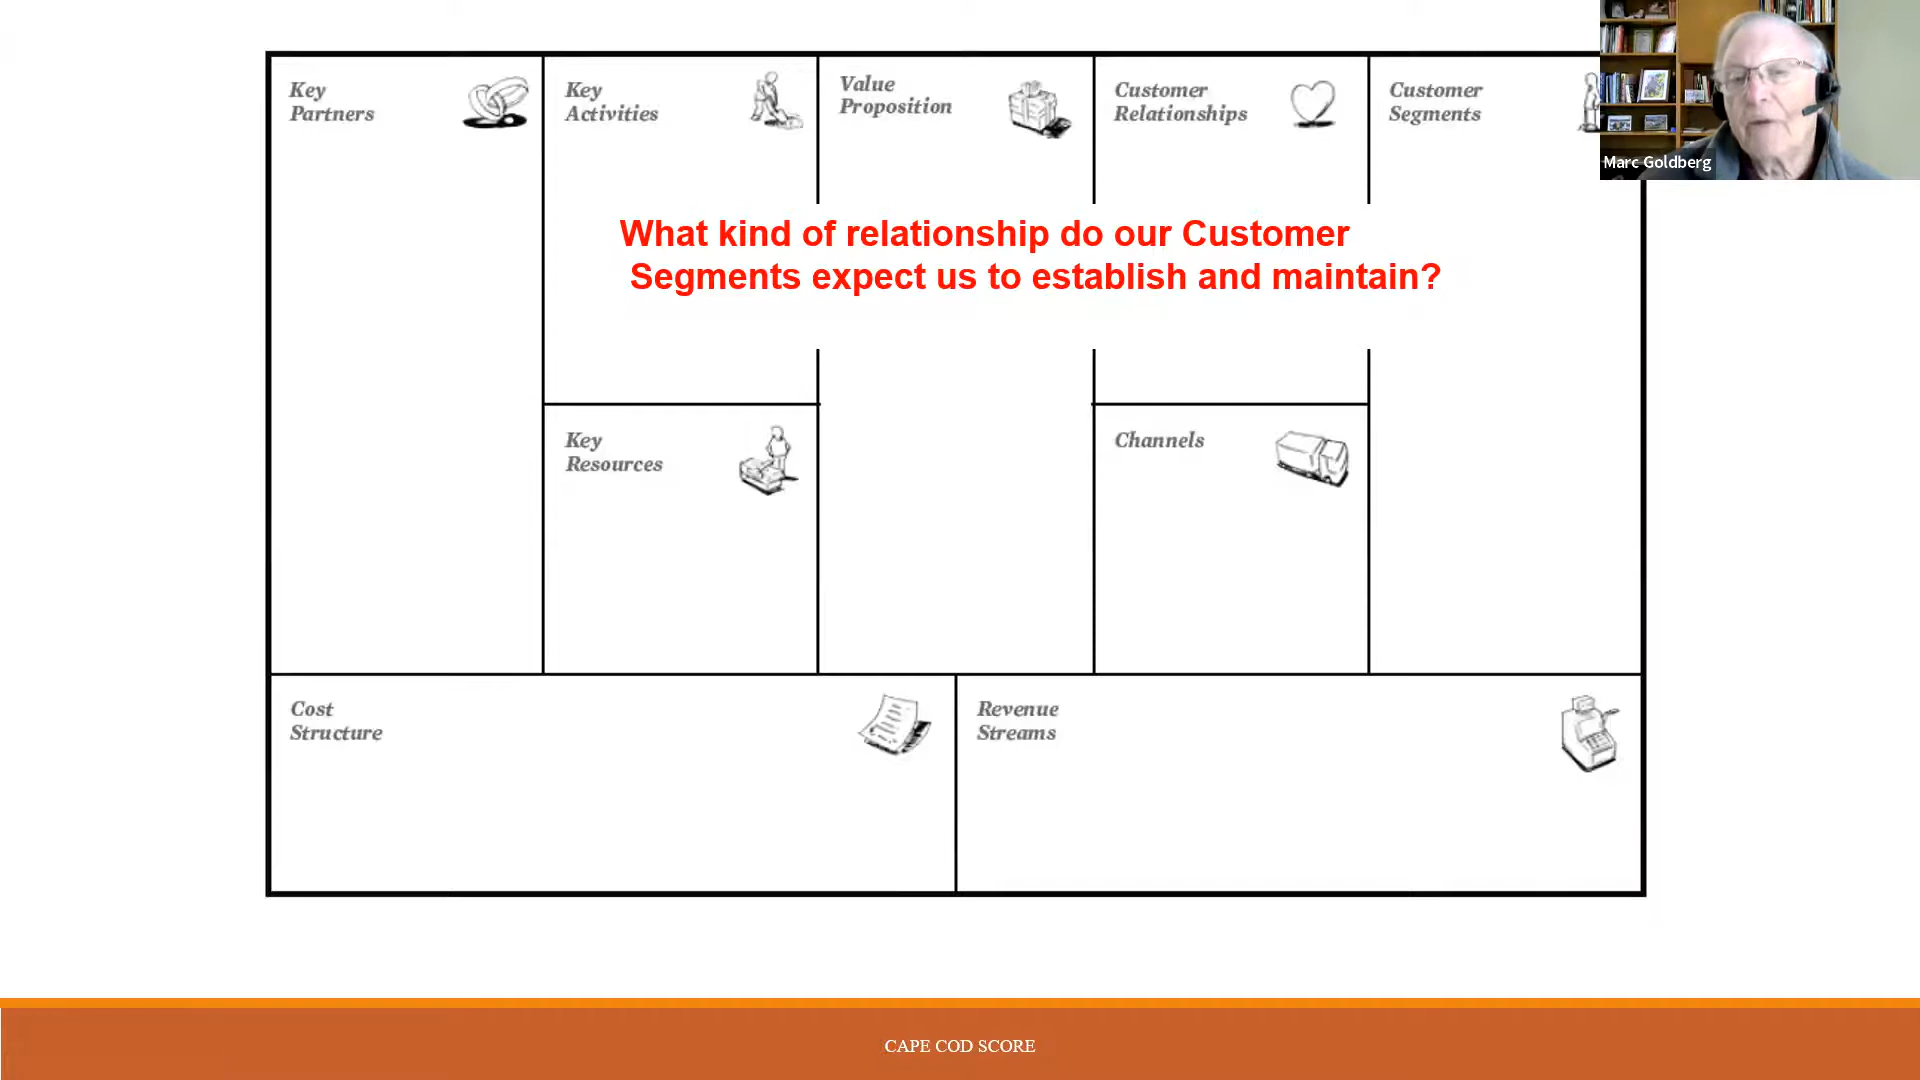 Key
Partners
Key
Activities
Value
Proposition
Customer
Relationships
Customer
Segments
Marc Goldberg
What kind of relationship do our Customer
Segments expect us to establish and maintain?
Key
Resources
Channels
Cost
Structure
Revenue
Streams
CAPE COD SCORE